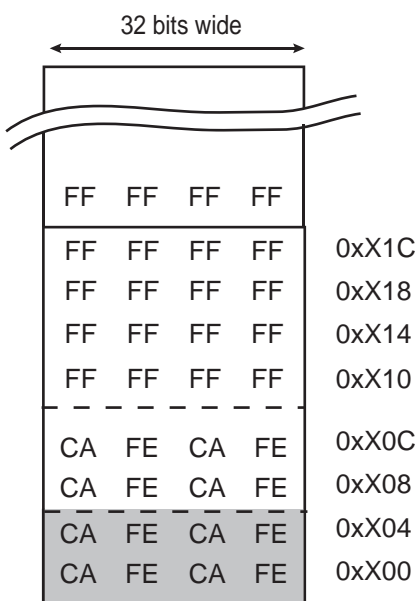 32 bits wide
FF FF FF FF
FF FF FF FF 0xX1C
FF FF FF FF 0xX18
FF FF FF FF 0xX14
FF FF FF FF 0xX10
CA FE CA FE 0xX0C
CA FE CA FE 0xX08
CA FE CA FE 0xX04
CA FE CA FE 0xX00